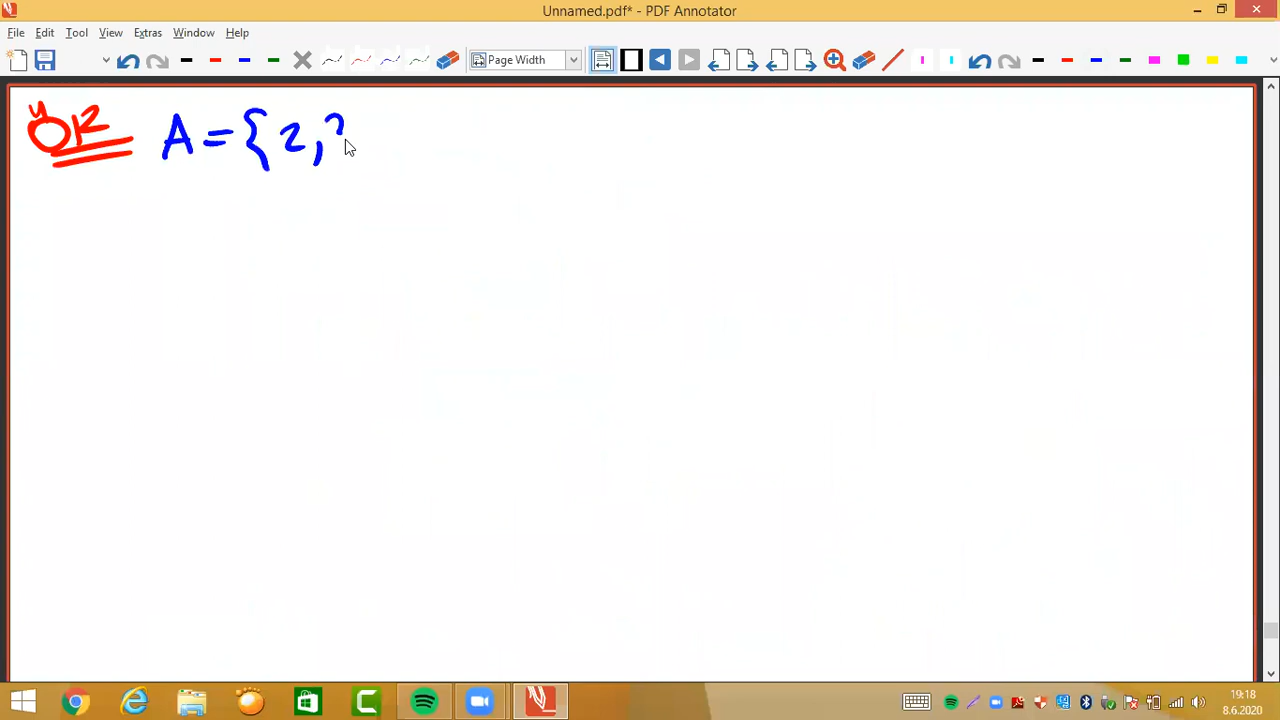 Unnamed.pdf* - PDF Annotator
File Edit Tool View Extras Window Help
Page Width
A = { 2,
19:18
8.6.2020